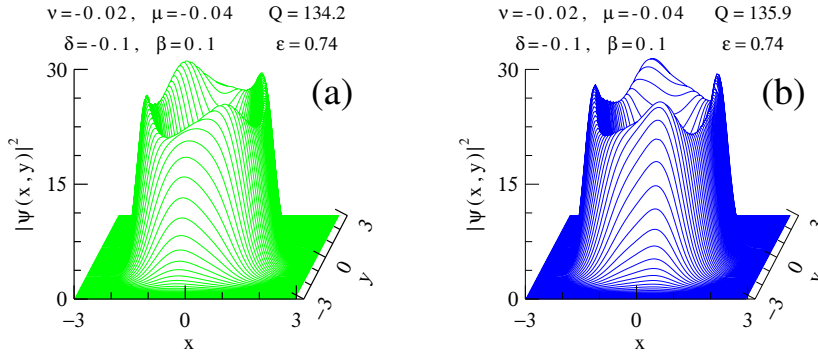 ν=-0.02, μ=-0.04 Q=134.2
δ=-0.1, β=0.1 ε=0.74
(a)
30
15
0
|ψ(x,y)|²
-3 0 3
x
-3 0 3
y
ν=-0.02, μ=-0.04 Q=135.9
δ=-0.1, β=0.1 ε=0.74
(b)
30
15
0
|ψ(x,y)|²
-3 0 3
x
-3 0 3
y